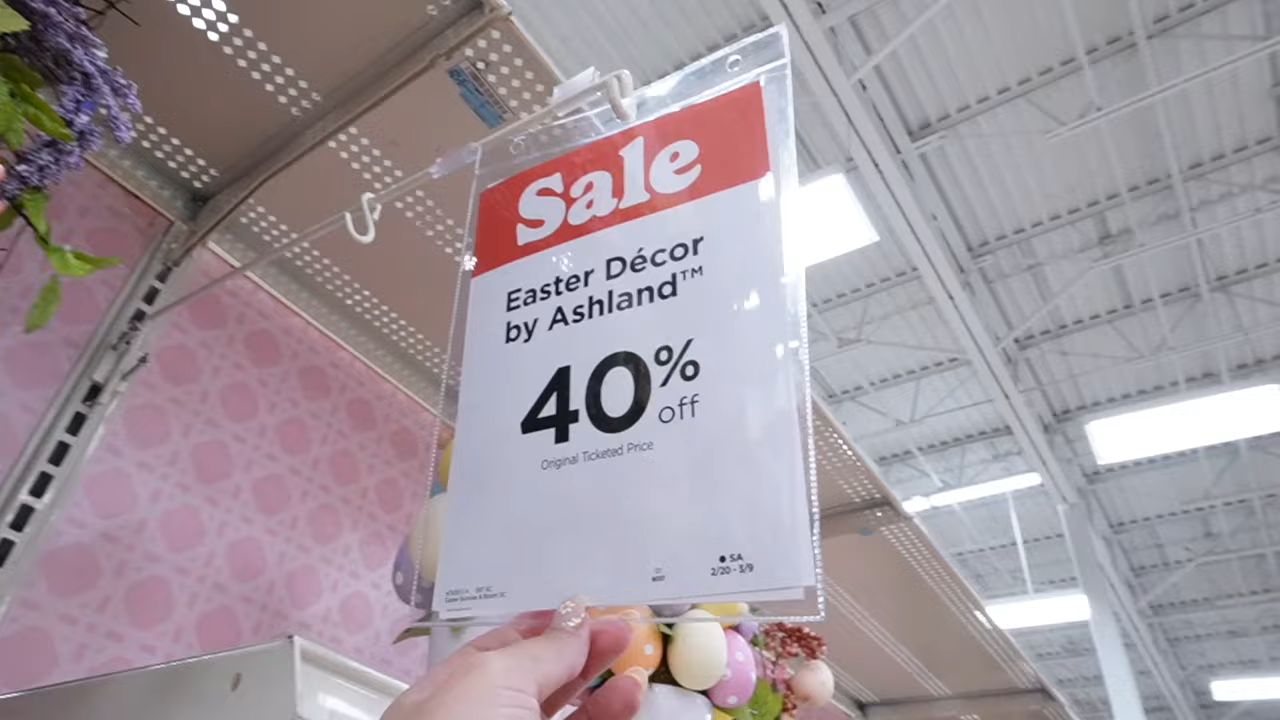 Sale
Easter Décor
by Ashland™
40% off
Original Ticketed Price
● SA
2/20 - 3/9